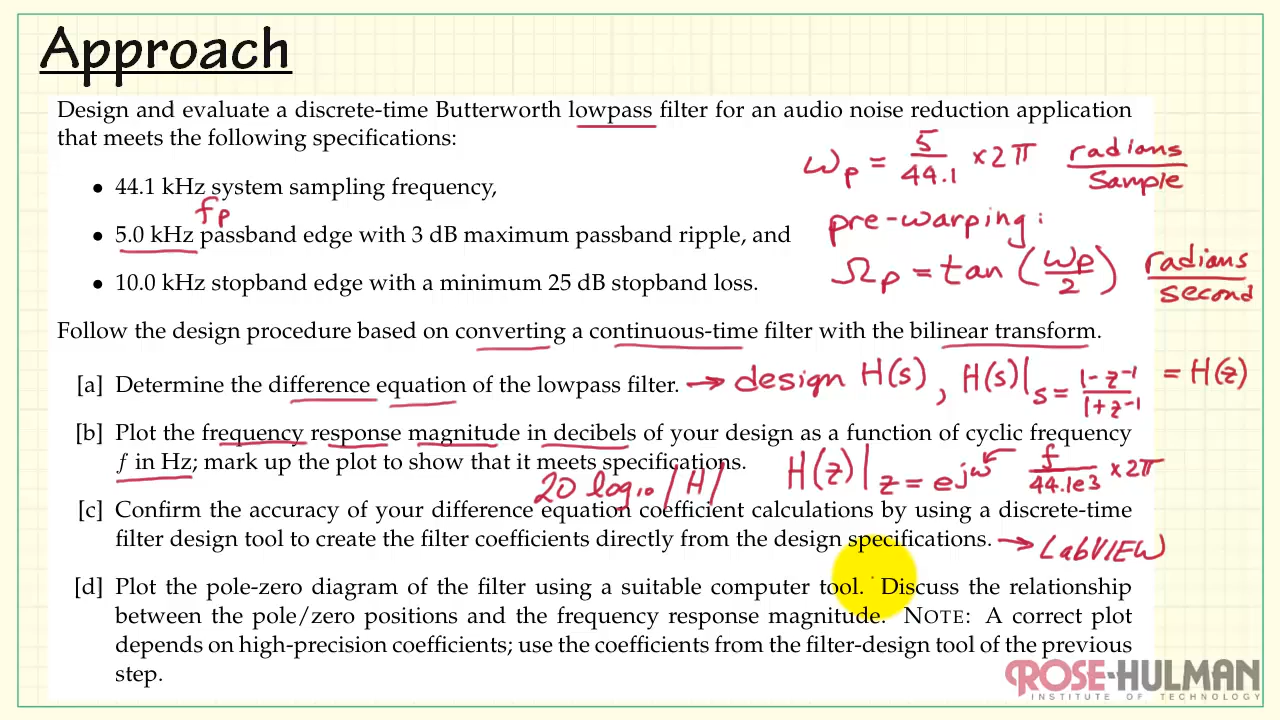 Approach
Design and evaluate a discrete-time Butterworth lowpass filter for an audio noise reduction application
that meets the following specifications:
ωp = 5/44.1 ×2π radians/sample
• 44.1 kHz system sampling frequency,
fp
pre-warping:
• 5.0 kHz passband edge with 3 dB maximum passband ripple, and
Ωp = tan(ωp/2) radians/second
• 10.0 kHz stopband edge with a minimum 25 dB stopband loss.
Follow the design procedure based on converting a continuous-time filter with the bilinear transform.
[a] Determine the difference equation of the lowpass filter. → design H(s), H(s)|s=1-z⁻¹/1+z⁻¹ = H(z)
[b] Plot the frequency response magnitude in decibels of your design as a function of cyclic frequency
f in Hz; mark up the plot to show that it meets specifications.
20 log10 |H| H(z)|z=e^jω ← f/44.1e3 ×2π
[c] Confirm the accuracy of your difference equation coefficient calculations by using a discrete-time
filter design tool to create the filter coefficients directly from the design specifications. → LabVIEW
[d] Plot the pole-zero diagram of the filter using a suitable computer tool. Discuss the relationship
between the pole/zero positions and the frequency response magnitude. NOTE: A correct plot
depends on high-precision coefficients; use the coefficients from the filter-design tool of the previous
step.
ROSE-HULMAN
INSTITUTE OF TECHNOLOGY